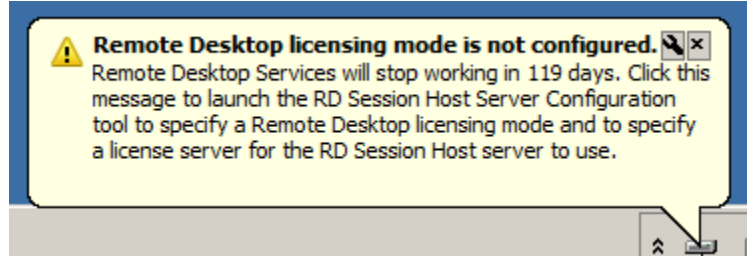 Remote Desktop licensing mode is not configured.
Remote Desktop Services will stop working in 119 days. Click this
message to launch the RD Session Host Server Configuration
tool to specify a Remote Desktop licensing mode and to specify
a license server for the RD Session Host server to use.